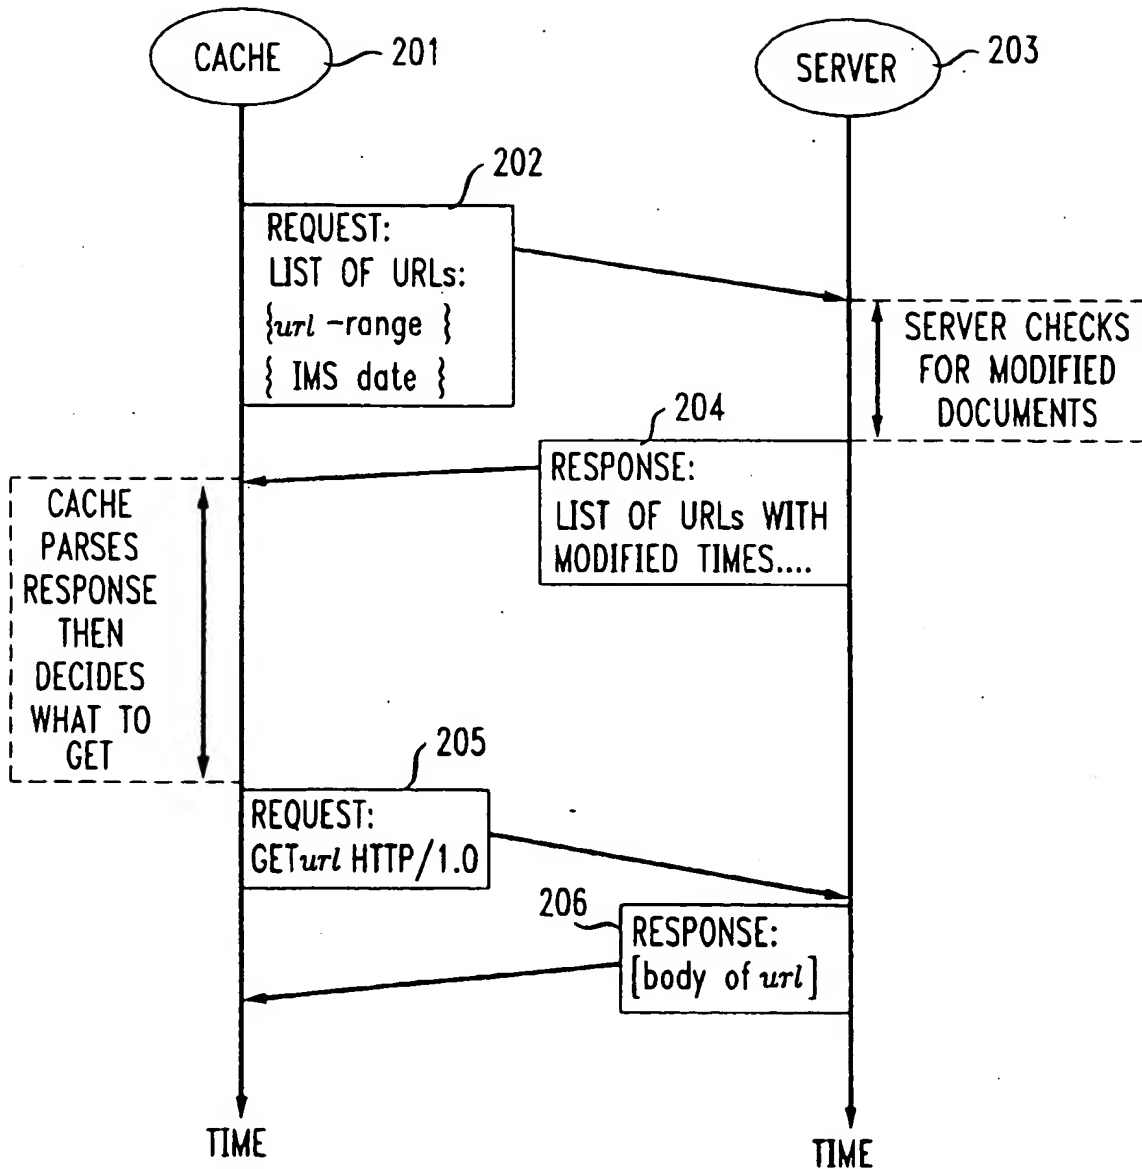 CACHE
201
SERVER
203
202
REQUEST:
LIST OF URLs:
{url -range }
{ IMS date }
SERVER CHECKS
FOR MODIFIED
DOCUMENTS
204
RESPONSE:
LIST OF URLs WITH
MODIFIED TIMES....
CACHE
PARSES
RESPONSE
THEN
DECIDES
WHAT TO
GET
205
REQUEST:
GET url HTTP/1.0
206
RESPONSE:
[body of url]
TIME
TIME